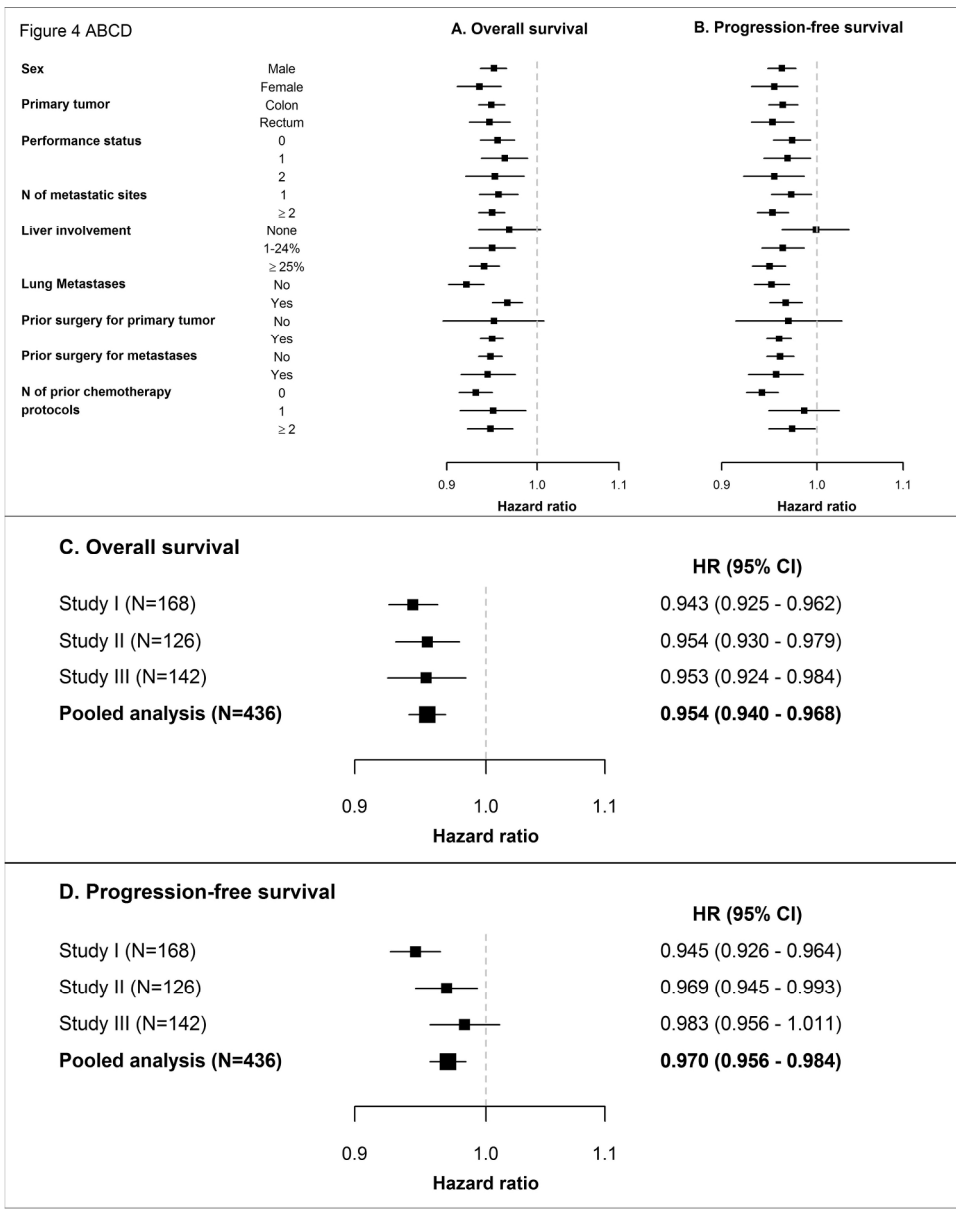 Figure 4 ABCD
A. Overall survival
B. Progression-free survival
Sex Male
Female
Primary tumor Colon
Rectum
Performance status 0
1
2
N of metastatic sites 1
≥ 2
Liver involvement None
1-24%
≥ 25%
Lung Metastases No
Yes
Prior surgery for primary tumor No
Yes
Prior surgery for metastases No
Yes
N of prior chemotherapy 0
protocols 1
≥ 2
0.9 1.0 1.1 0.9 1.0 1.1
Hazard ratio Hazard ratio
C. Overall survival
HR (95% CI)
Study I (N=168) 0.943 (0.925 - 0.962)
Study II (N=126) 0.954 (0.930 - 0.979)
Study III (N=142) 0.953 (0.924 - 0.984)
Pooled analysis (N=436) 0.954 (0.940 - 0.968)
0.9 1.0 1.1
Hazard ratio
D. Progression-free survival
HR (95% CI)
Study I (N=168) 0.945 (0.926 - 0.964)
Study II (N=126) 0.969 (0.945 - 0.993)
Study III (N=142) 0.983 (0.956 - 1.011)
Pooled analysis (N=436) 0.970 (0.956 - 0.984)
0.9 1.0 1.1
Hazard ratio